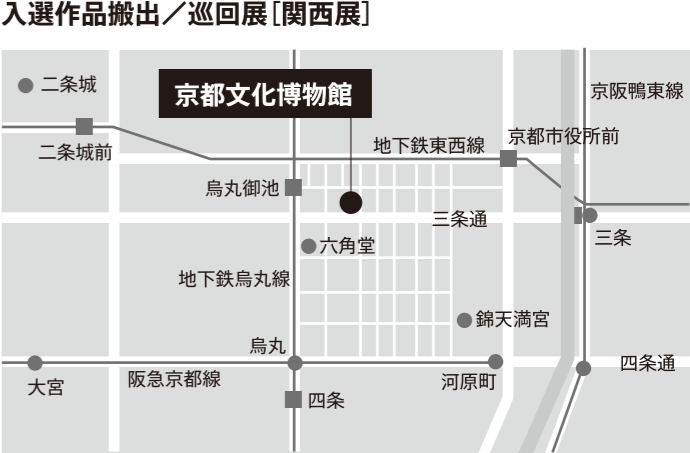 入選作品搬出／巡回展［関西展］
二条城
京都文化博物館
京阪鴨東線
二条城前
地下鉄東西線
京都市役所前
烏丸御池
三条通
三条
六角堂
地下鉄烏丸線
錦天満宮
烏丸
四条通
大宮
阪急京都線
河原町
四条